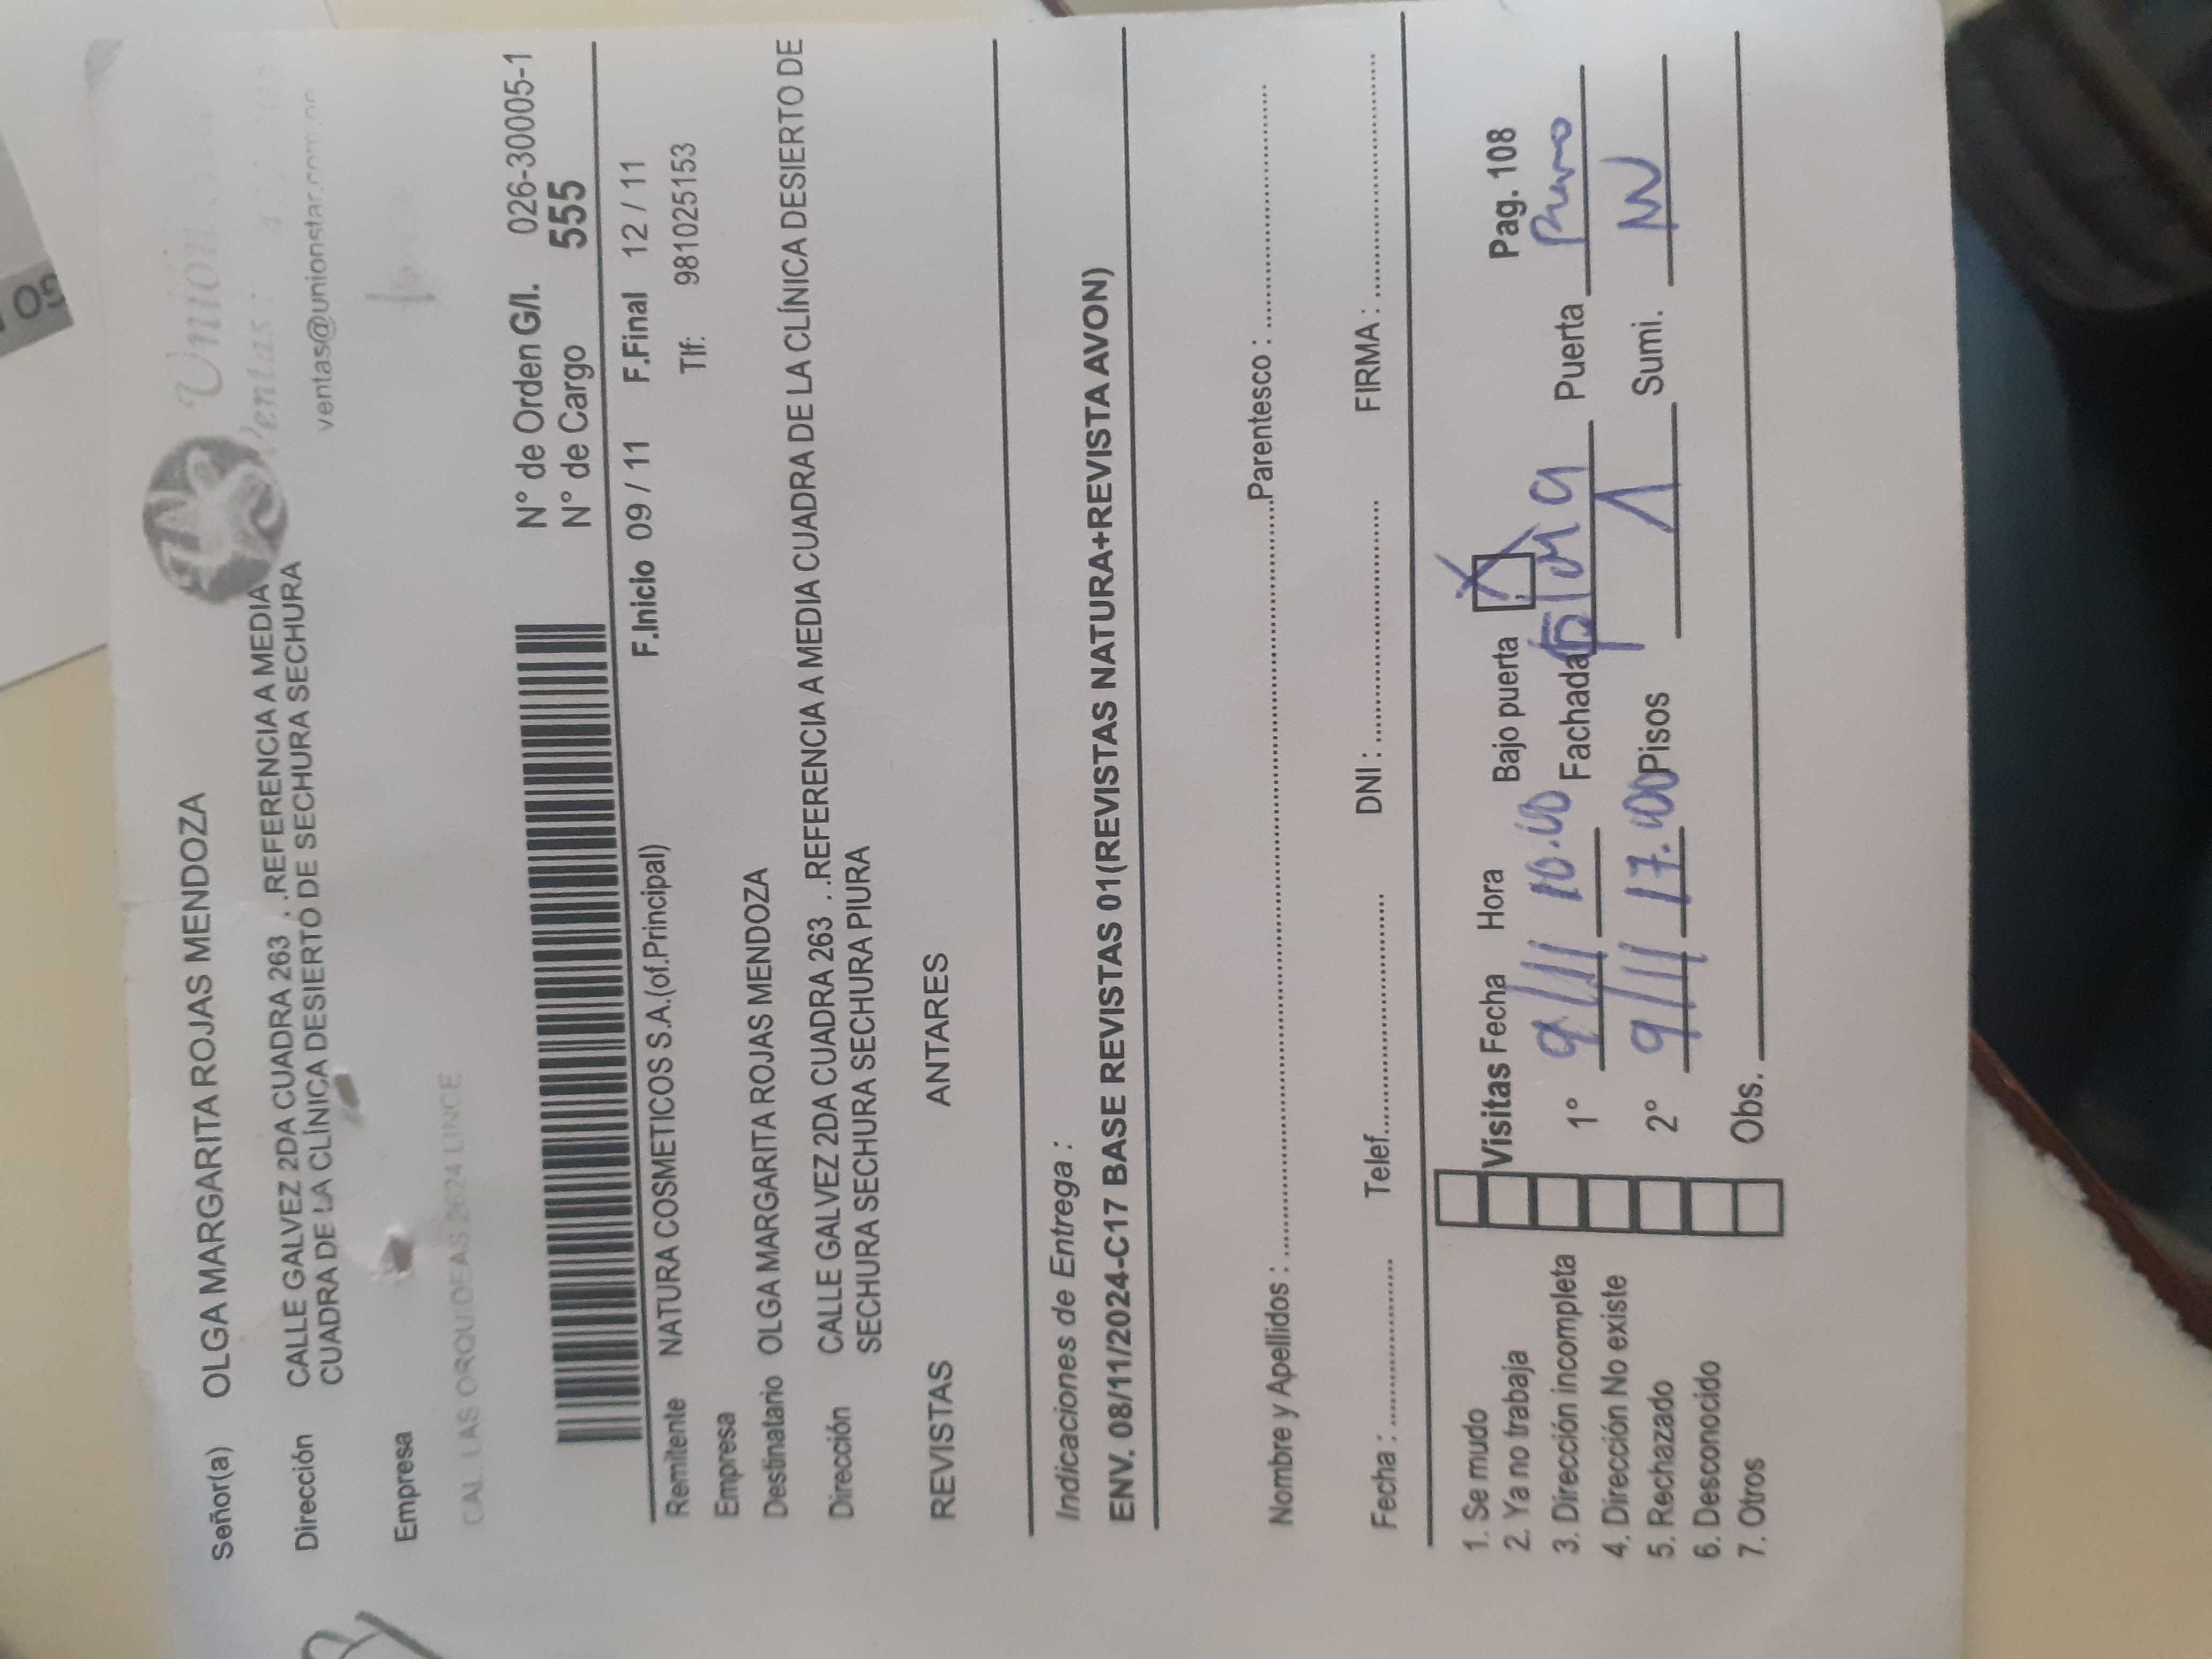 Unión Star
Ventas:
ventas@unionstar.com.pe
Señor(a) OLGA MARGARITA ROJAS MENDOZA
Dirección CALLE GALVEZ 2DA CUADRA 263 . .REFERENCIA A MEDIA
CUADRA DE LA CLÍNICA DESIERTO DE SECHURA SECHURA
Empresa
CAL. LAS ORQUIDEAS 2624 LINCE
N° de Orden G/I. 026-30005-1
N° de Cargo 555
F.Inicio 09 / 11 F.Final 12 / 11
Remitente NATURA COSMETICOS S.A.(of.Principal) Tlf: 981025153
Empresa
Destinatario OLGA MARGARITA ROJAS MENDOZA
Dirección CALLE GALVEZ 2DA CUADRA 263 . .REFERENCIA A MEDIA CUADRA DE LA CLÍNICA DESIERTO DE
SECHURA SECHURA SECHURA PIURA
REVISTAS ANTARES
Indicaciones de Entrega :
ENV. 08/11/2024-C17 BASE REVISTAS 01(REVISTAS NATURA+REVISTA AVON)
Nombre y Apellidos : Parentesco :
Fecha : Telef. DNI : FIRMA :
1. Se mudo
2. Ya no trabaja
3. Dirección incompleta
4. Dirección No existe
5. Rechazado
6. Desconocido
7. Otros
Visitas Fecha Hora Bajo puerta X Pag. 108
1° 9/11 10:00 Fachada Puerta
2° 9/11 17:00 Pisos 1 Sumi.
Obs.